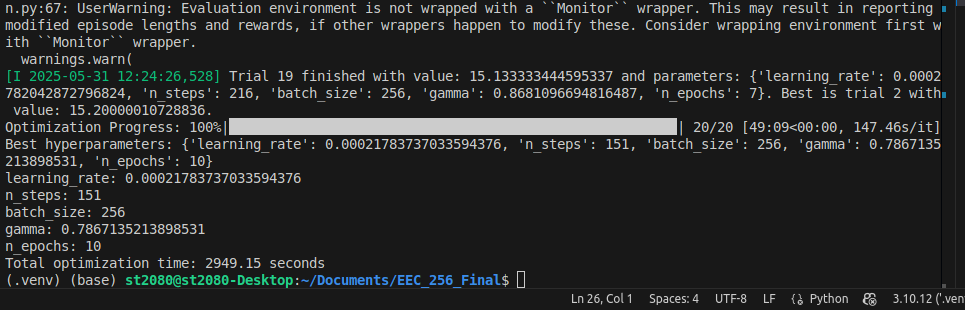 n.py:67: UserWarning: Evaluation environment is not wrapped with a ``Monitor`` wrapper. This may result in reporting
modified episode lengths and rewards, if other wrappers happen to modify these. Consider wrapping environment first w
ith ``Monitor`` wrapper.
  warnings.warn(
[I 2025-05-31 12:24:26,528] Trial 19 finished with value: 15.133333444595337 and parameters: {'learning_rate': 0.0002
782042872796824, 'n_steps': 216, 'batch_size': 256, 'gamma': 0.8681096694816487, 'n_epochs': 7}. Best is trial 2 with
 value: 15.20000010728836.
Optimization Progress: 100%| | 20/20 [49:09<00:00, 147.46s/it]
Best hyperparameters: {'learning_rate': 0.00021783737033594376, 'n_steps': 151, 'batch_size': 256, 'gamma': 0.7867135
213898531, 'n_epochs': 10}
learning_rate: 0.00021783737033594376
n_steps: 151
batch_size: 256
gamma: 0.7867135213898531
n_epochs: 10
Total optimization time: 2949.15 seconds
(.venv) (base) st2080@st2080-Desktop:~/Documents/EEC_256_Final$
Ln 26, Col 1 Spaces: 4 UTF-8 LF Python 3.10.12 ('.ven